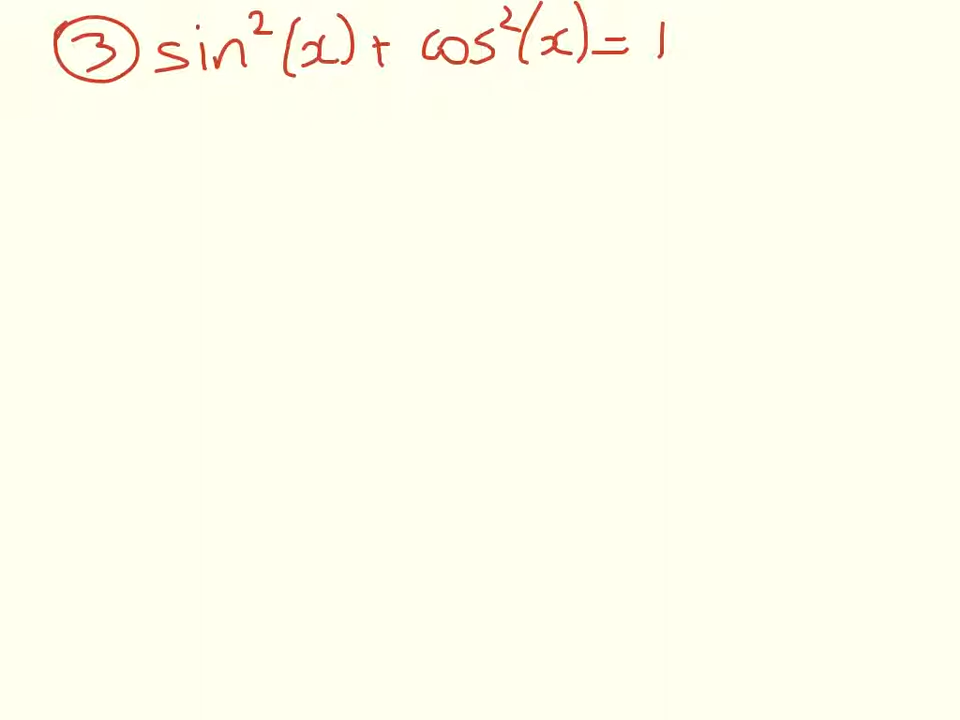 ③ sin²(x) + cos²(x) = 1